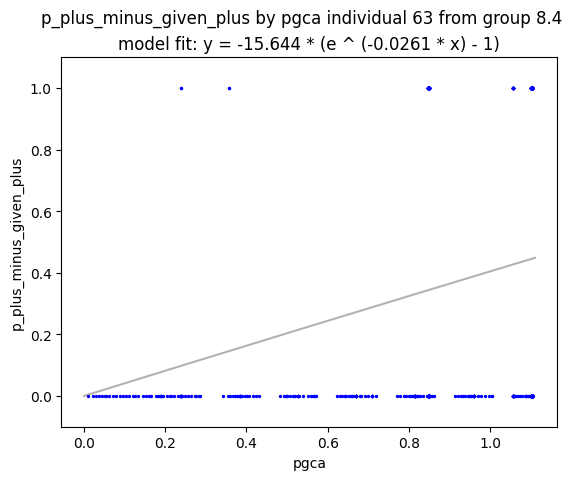 p_plus_minus_given_plus by pgca individual 63 from group 8.4
model fit: y = -15.644 * (e ^ (-0.0261 * x) - 1)
1.0
0.8
0.6
0.4
0.2
0.0
p_plus_minus_given_plus
0.0 0.2 0.4 0.6 0.8 1.0
pgca